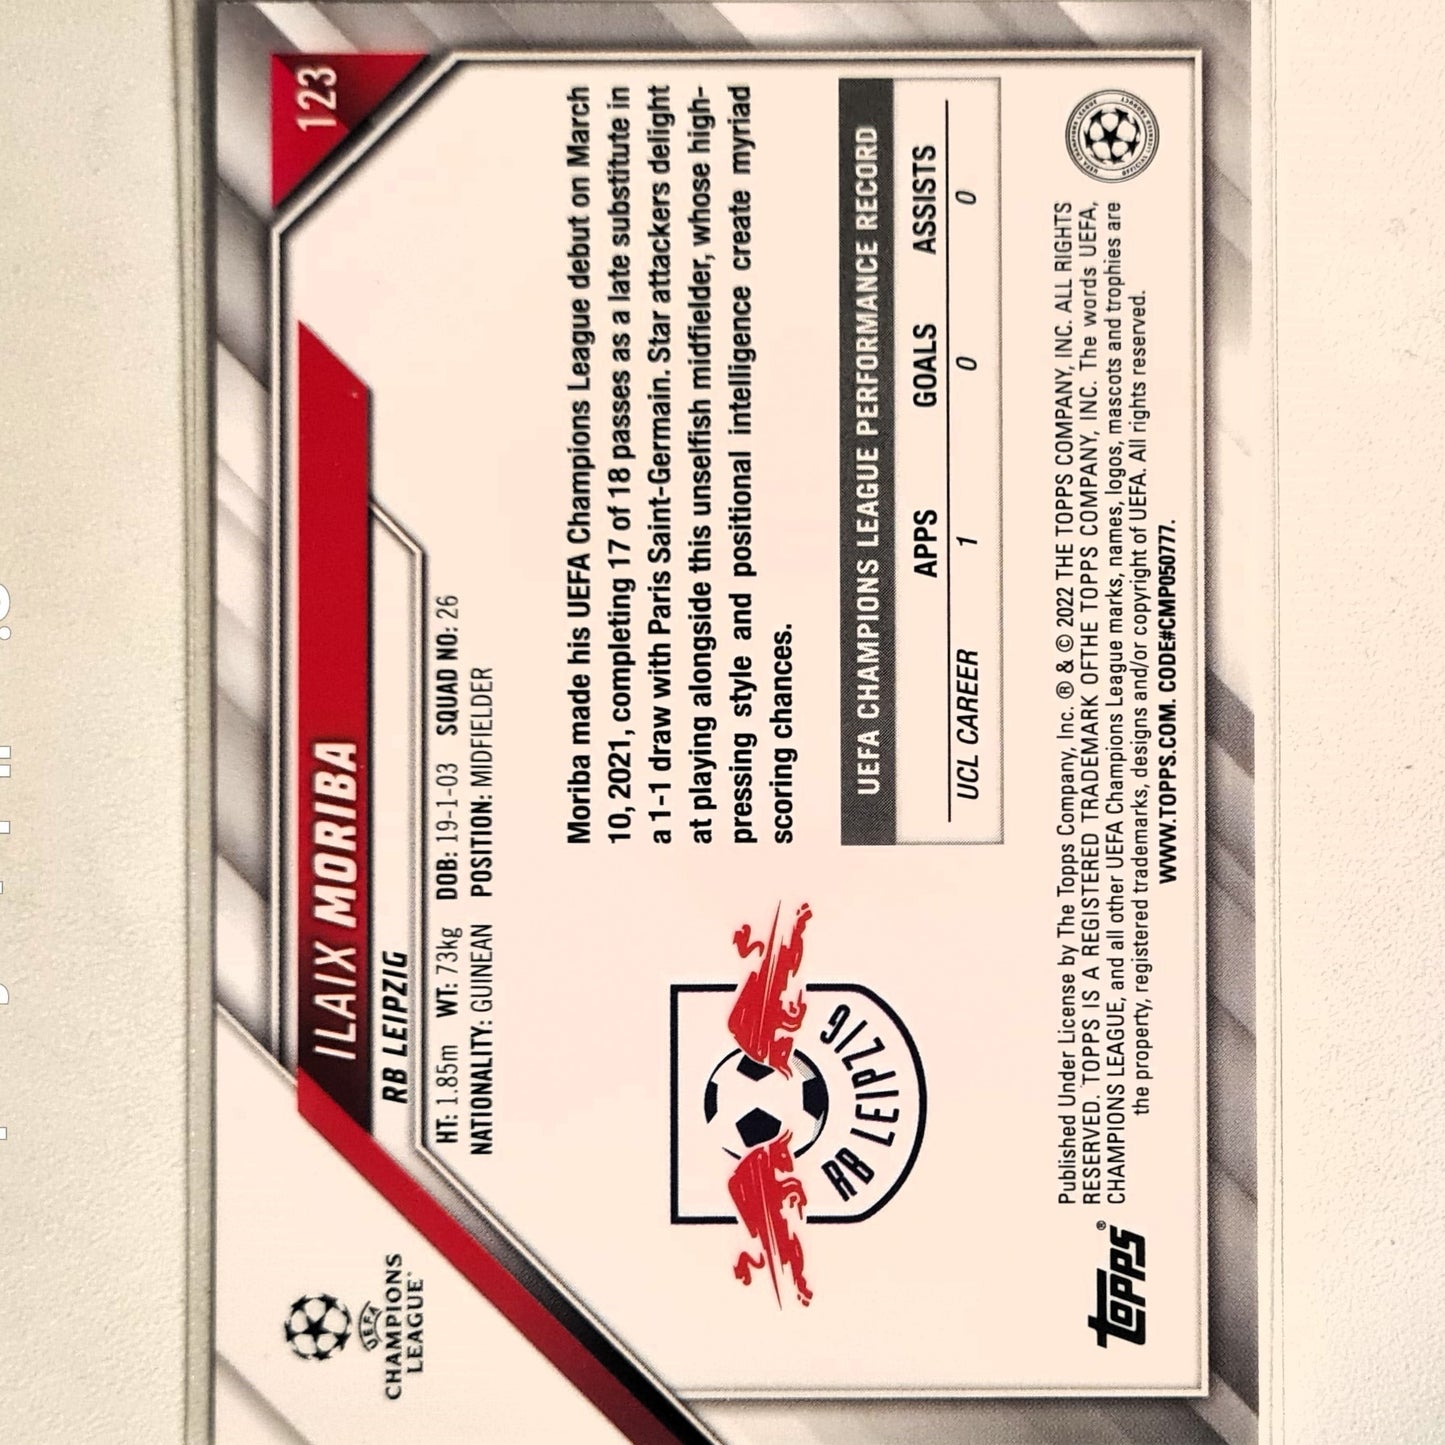 123
UEFA
CHAMPIONS
LEAGUE
ILAIX MORIBA
RB LEIPZIG
HT: 1.85m WT: 73kg DOB: 19-1-03 SQUAD NO: 26
NATIONALITY: GUINEAN POSITION: MIDFIELDER
RB LEIPZIG
Moriba made his UEFA Champions League debut on March
10, 2021, completing 17 of 18 passes as a late substitute in
a 1-1 draw with Paris Saint-Germain. Star attackers delight
at playing alongside this unselfish midfielder, whose high-
pressing style and positional intelligence create myriad
scoring chances.
UEFA CHAMPIONS LEAGUE PERFORMANCE RECORD
APPS GOALS ASSISTS
UCL CAREER 1 0 0
Topps®
Published Under License by The Topps Company, Inc. ® & © 2022 THE TOPPS COMPANY, INC. ALL RIGHTS
RESERVED. TOPPS IS A REGISTERED TRADEMARK OFTHE TOPPS COMPANY, INC. The words UEFA,
CHAMPIONS LEAGUE, and all other UEFA Champions League marks, names, logos, mascots and trophies are
the property, registered trademarks, designs and/or copyright of UEFA. All rights reserved.
WWW.TOPPS.COM. CODE#CMP050777.